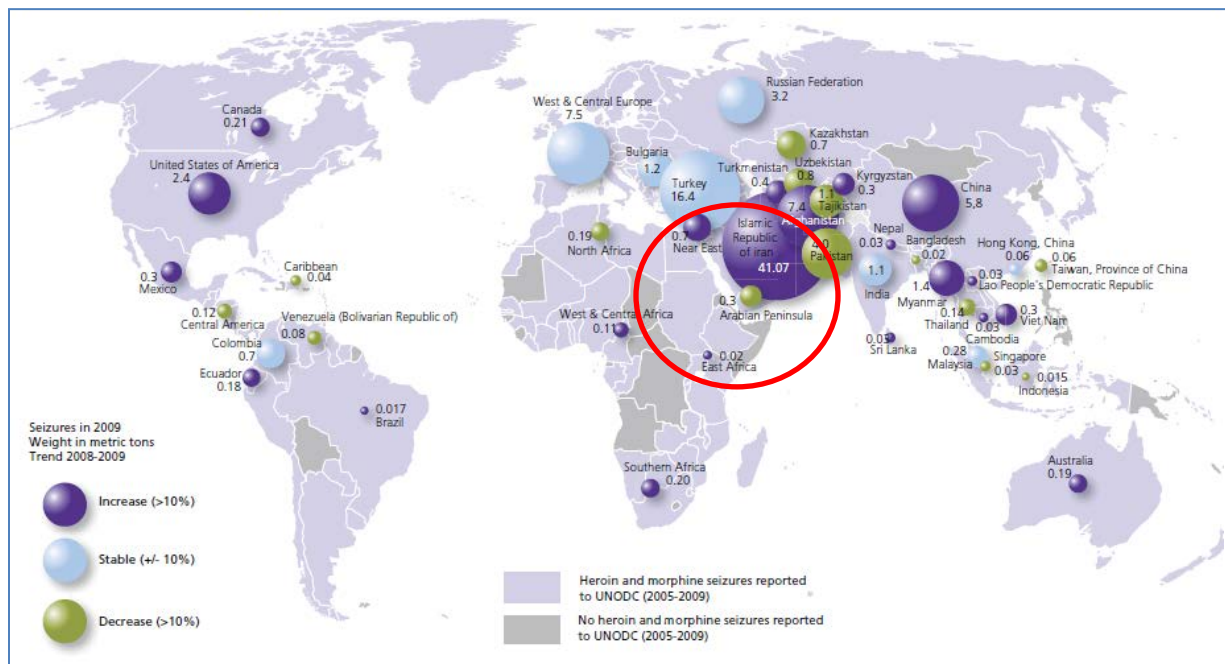 Russian Federation
3.2
West & Central Europe
7.5
Canada
0.21
United States of America
2.4
Bulgaria
1.2
Turkey
16.4
Kazakhstan
0.7
Uzbekistan
0.8
Turkmenistan
0.4
Kyrgyzstan
0.3
1.1
Tajikistan
7.4
Afghanistan
China
5,8
Islamic
Republic
of iran
41.07
4.0
Pakistan
0.7
Near East
0.19
North Africa
Nepal
0.03
Bangladesh
0.02
Hong Kong, China
0.06
0.06
Taiwan, Province of China
0.03
Lao People's Democratic Republic
1.1
India
1.4
Myanmar
0.14
Thailand
0.03
Cambodia
0.3
Viet Nam
0.3
Mexico
Caribbean
0.04
0.12
Central America
Venezuela (Bolivarian Republic of)
0.08
Colombia
0.7
Ecuador
0.18
0.017
Brazil
0.3
Arabian Peninsula
West & Central Africa
0.11
0.02
East Africa
0.03
Sri Lanka
0.28
Malaysia
Singapore
0.03
0.015
Indonesia
Southern Africa
0.20
Australia
0.19
Seizures in 2009
Weight in metric tons
Trend 2008-2009
Increase (>10%)
Stable (+/- 10%)
Decrease (>10%)
Heroin and morphine seizures reported
to UNODC (2005-2009)
No heroin and morphine seizures reported
to UNODC (2005-2009)